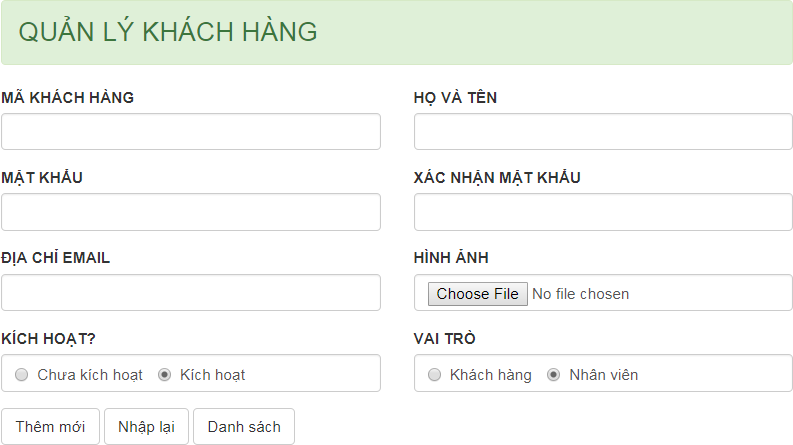 QUẢN LÝ KHÁCH HÀNG
MÃ KHÁCH HÀNG
HỌ VÀ TÊN
MẬT KHẨU
XÁC NHẬN MẬT KHẨU
ĐỊA CHỈ EMAIL
HÌNH ẢNH
Choose File No file chosen
KÍCH HOẠT?
VAI TRÒ
Chưa kích hoạt Kích hoạt
Khách hàng Nhân viên
Thêm mới Nhập lại Danh sách